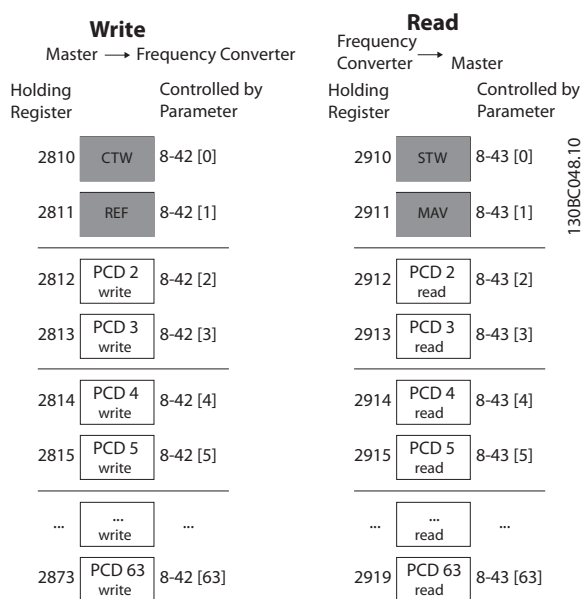 Write
Master → Frequency Converter
Holding Register
Controlled by Parameter
2810 CTW 8-42 [0]
2811 REF 8-42 [1]
2812 PCD 2 write 8-42 [2]
2813 PCD 3 write 8-42 [3]
2814 PCD 4 write 8-42 [4]
2815 PCD 5 write 8-42 [5]
... ... write ...
2873 PCD 63 write 8-42 [63]
Read
Frequency Converter → Master
Holding Register
Controlled by Parameter
2910 STW 8-43 [0]
2911 MAV 8-43 [1]
2912 PCD 2 read 8-43 [2]
2913 PCD 3 read 8-43 [3]
2914 PCD 4 read 8-43 [4]
2915 PCD 5 read 8-43 [5]
... ... read ...
2919 PCD 63 read 8-43 [63]
130BC048.10